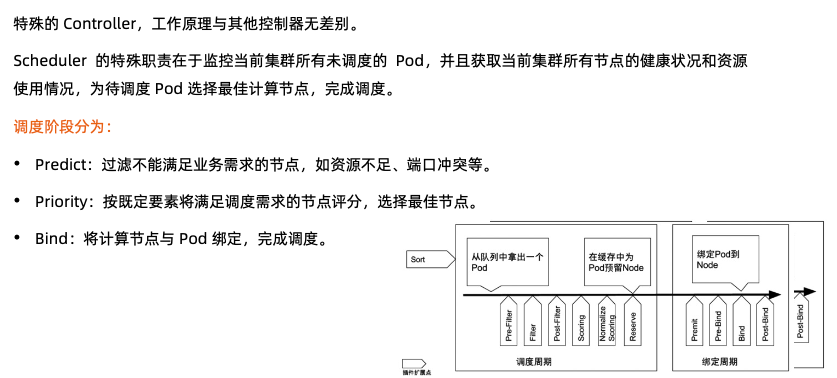 特殊的 Controller，工作原理与其他控制器无差别。
Scheduler 的特殊职责在于监控当前集群所有未调度的 Pod，并且获取当前集群所有节点的健康状况和资源
使用情况，为待调度 Pod 选择最佳计算节点，完成调度。
调度阶段分为：
• Predict：过滤不能满足业务需求的节点，如资源不足、端口冲突等。
• Priority：按既定要素将满足调度需求的节点评分，选择最佳节点。
• Bind：将计算节点与 Pod 绑定，完成调度。
Sort
从队列中拿出一个
Pod
在缓存中为
Pod预留Node
绑定Pod到
Node
Pre-Filter
Filter
Post-Filter
Scoring
Normalize
Scoring
Reserve
Premit
Pre-Bind
Bind
Post-Bind
Post-Bind
调度周期
绑定周期
插件扩展点